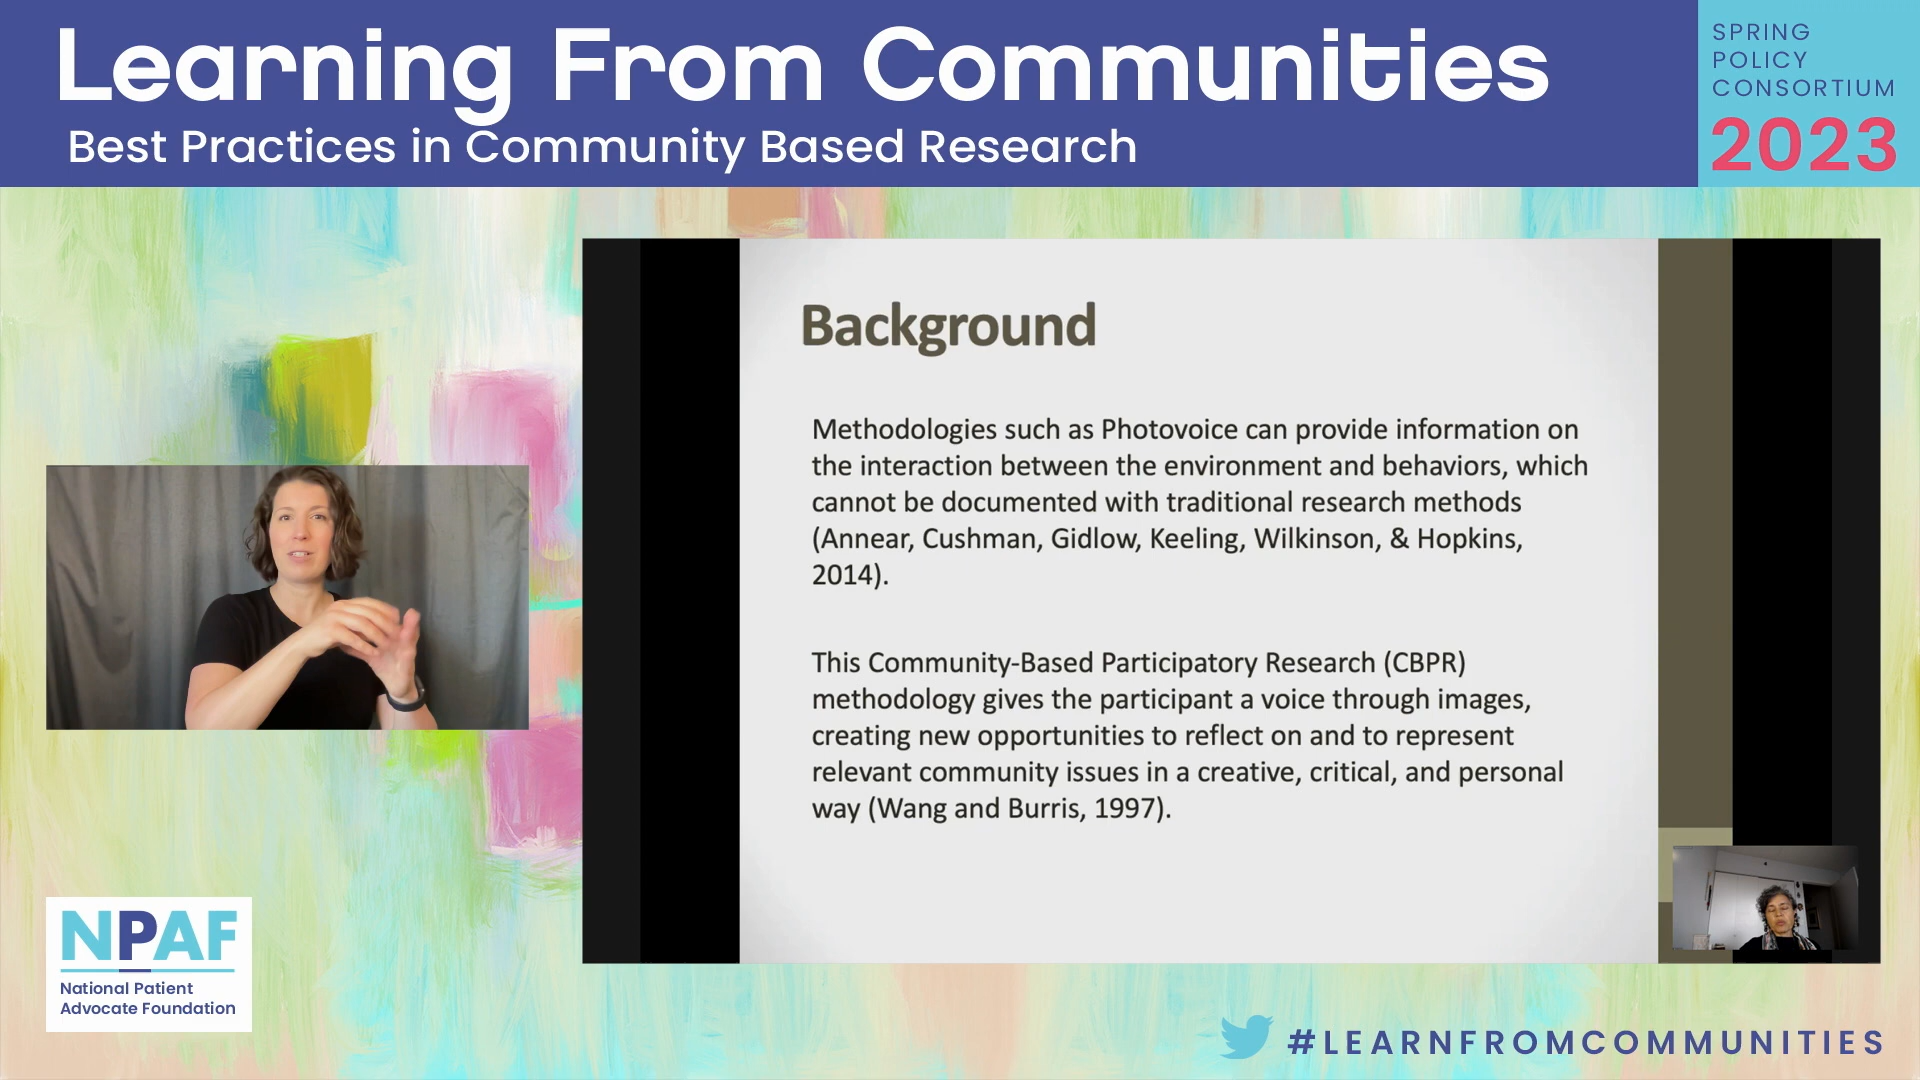 Learning From Communities
Best Practices in Community Based Research
SPRING
POLICY
CONSORTIUM
2023
Background
Methodologies such as Photovoice can provide information on
the interaction between the environment and behaviors, which
cannot be documented with traditional research methods
(Annear, Cushman, Gidlow, Keeling, Wilkinson, & Hopkins,
2014).
This Community-Based Participatory Research (CBPR)
methodology gives the participant a voice through images,
creating new opportunities to reflect on and to represent
relevant community issues in a creative, critical, and personal
way (Wang and Burris, 1997).
NPAF
National Patient
Advocate Foundation
#LEARNFROMCOMMUNITIES